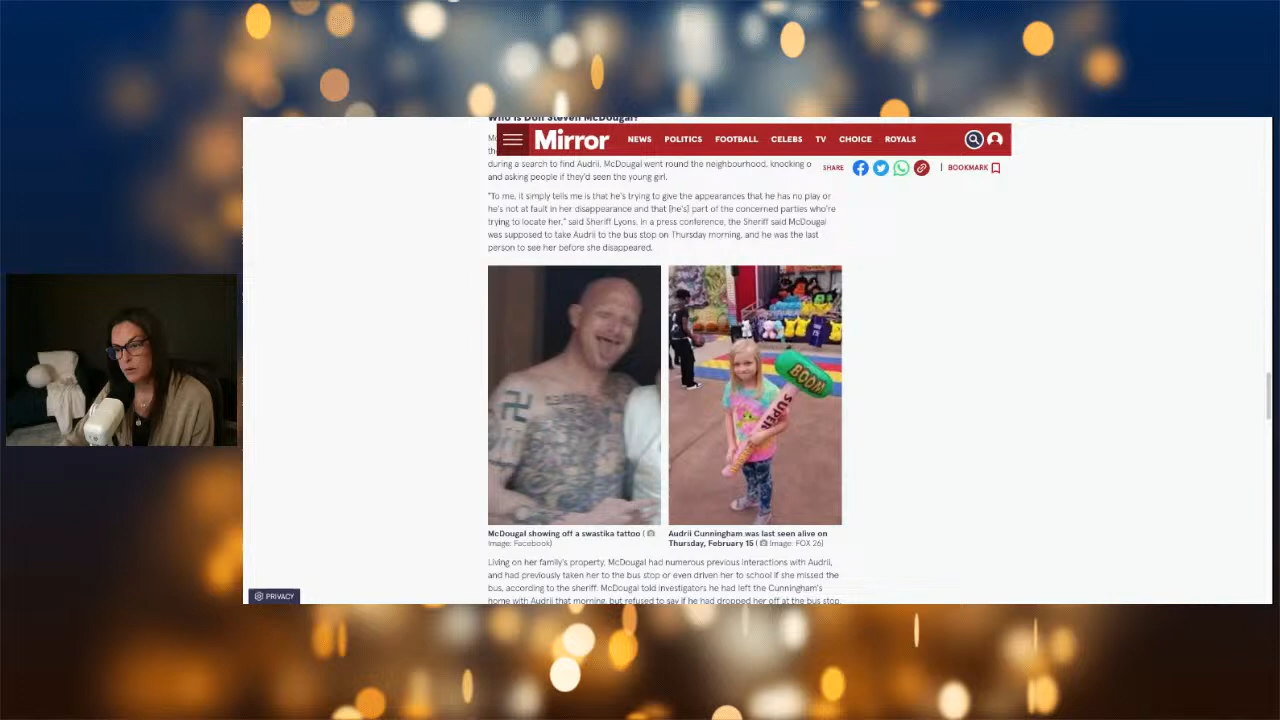 Who is Don Steven McDougal?
Mirror
NEWS POLITICS FOOTBALL CELEBS TV CHOICE ROYALS
during a search to find Audrii. McDougal went round the neighbourhood, knocking o
SHARE | BOOKMARK
and asking people if they'd seen the young girl.
"To me, it simply tells me is that he's trying to give the appearances that he has no play or
he's not at fault in her disappearance and that [he's] part of the concerned parties who're
trying to locate her," said Sheriff Lyons, in a press conference, the Sheriff said McDougal
was supposed to take Audrii to the bus stop on Thursday morning, and he was the last
person to see her before she disappeared.
BOOM
SUPER
McDougal showing off a swastika tattoo (
Image: Facebook)
Audrii Cunningham was last seen alive on
Thursday, February 15 ( Image: FOX 26)
Living on her family's property, McDougal had numerous previous interactions with Audrii,
and had previously taken her to the bus stop or even driven her to school if she missed the
bus, according to the sheriff. McDougal told investigators he had left the Cunningham's
home with Audrii that morning, but refused to say if he had dropped her off at the bus stop.
PRIVACY